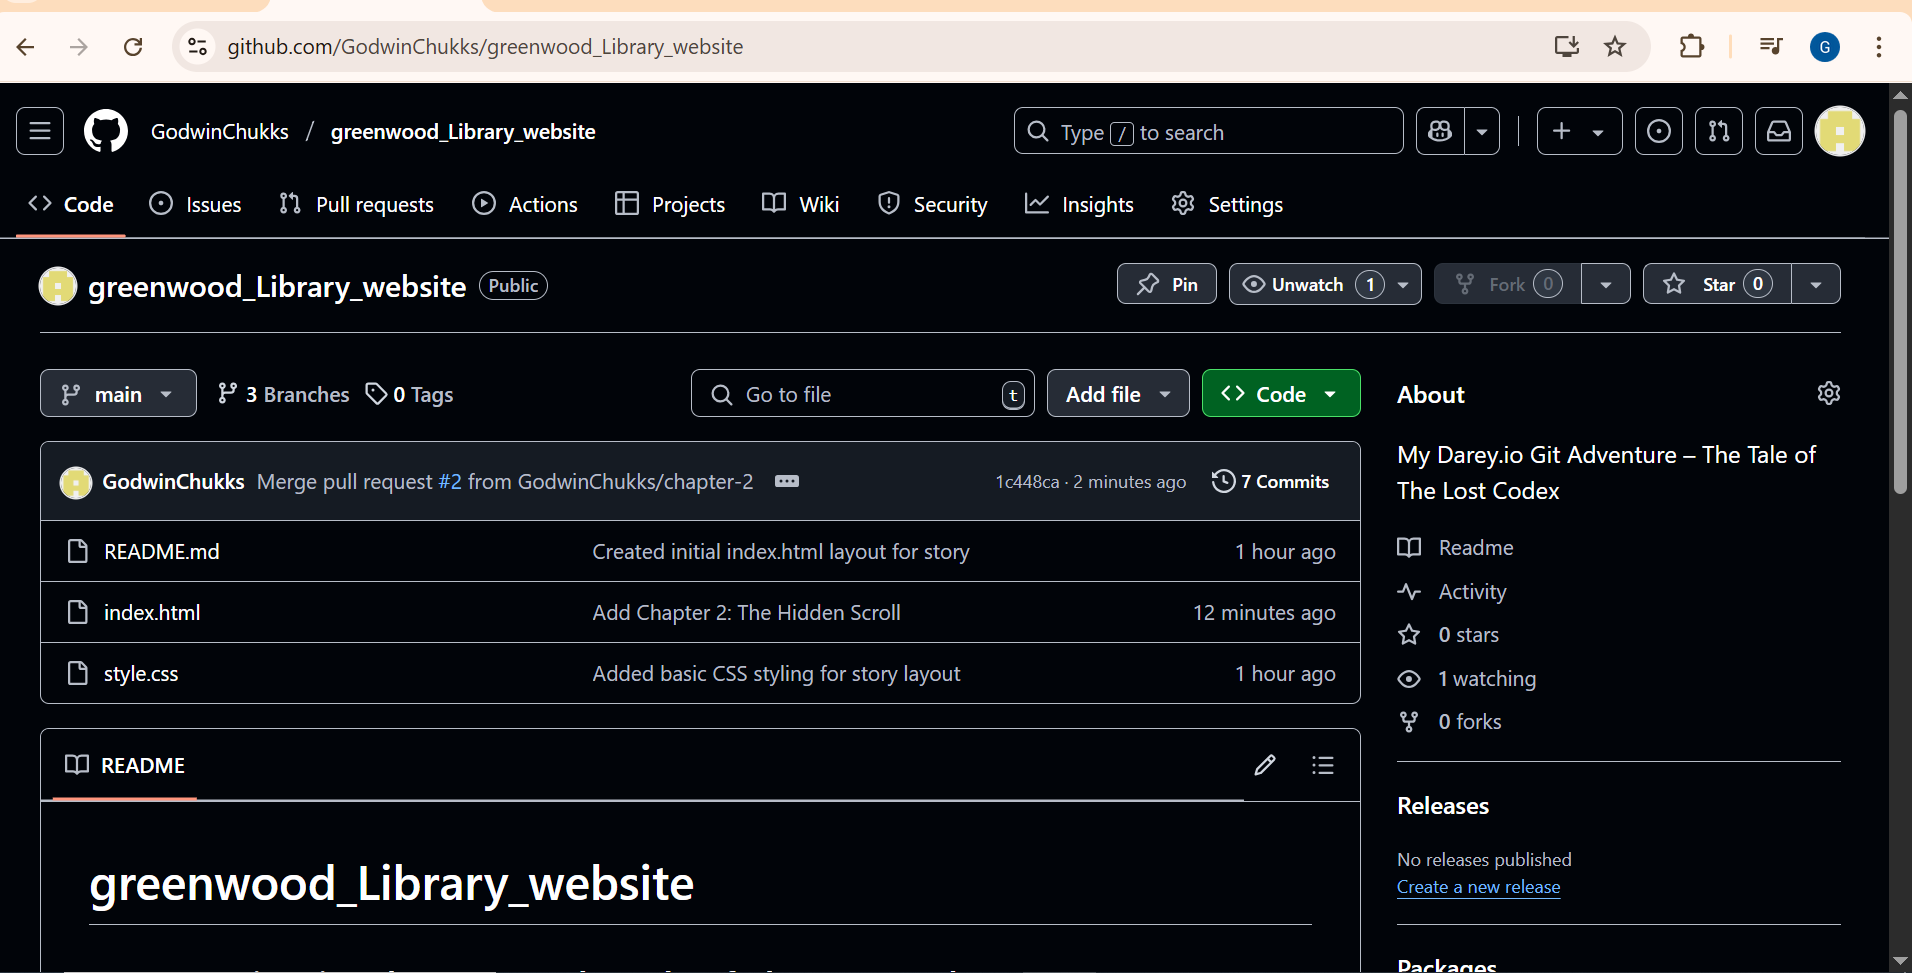 github.com/GodwinChukks/greenwood_Library_website
G
GodwinChukks / greenwood_Library_website
Type / to search
Code
Issues
Pull requests
Actions
Projects
Wiki
Security
Insights
Settings
greenwood_Library_website Public
Pin
Unwatch 1
Fork 0
Star 0
main
3 Branches
0 Tags
Go to file t
Add file
Code
GodwinChukks Merge pull request #2 from GodwinChukks/chapter-2 1c448ca · 2 minutes ago 7 Commits
README.md Created initial index.html layout for story 1 hour ago
index.html Add Chapter 2: The Hidden Scroll 12 minutes ago
style.css Added basic CSS styling for story layout 1 hour ago
README
greenwood_Library_website
About
My Darey.io Git Adventure – The Tale of
The Lost Codex
Readme
Activity
0 stars
1 watching
0 forks
Releases
No releases published
Create a new release
Packages